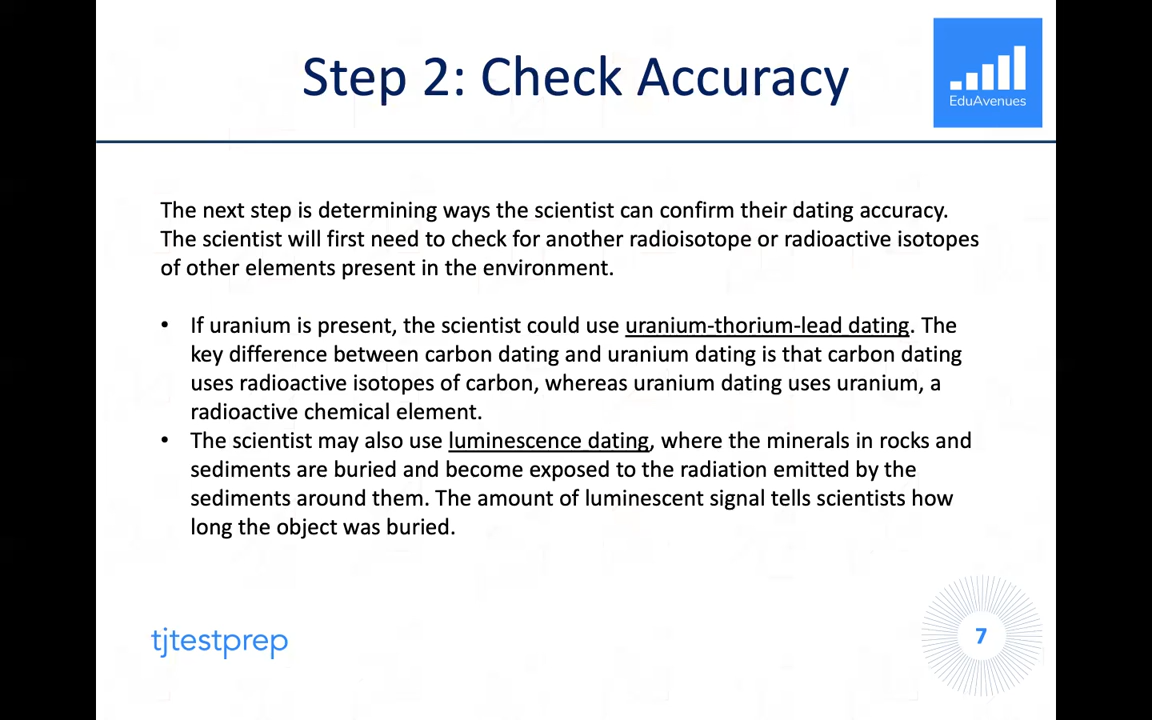 Step 2: Check Accuracy
EduAvenues
The next step is determining ways the scientist can confirm their dating accuracy.
The scientist will first need to check for another radioisotope or radioactive isotopes
of other elements present in the environment.
• If uranium is present, the scientist could use uranium-thorium-lead dating. The
key difference between carbon dating and uranium dating is that carbon dating
uses radioactive isotopes of carbon, whereas uranium dating uses uranium, a
radioactive chemical element.
• The scientist may also use luminescence dating, where the minerals in rocks and
sediments are buried and become exposed to the radiation emitted by the
sediments around them. The amount of luminescent signal tells scientists how
long the object was buried.
tjtestprep
7